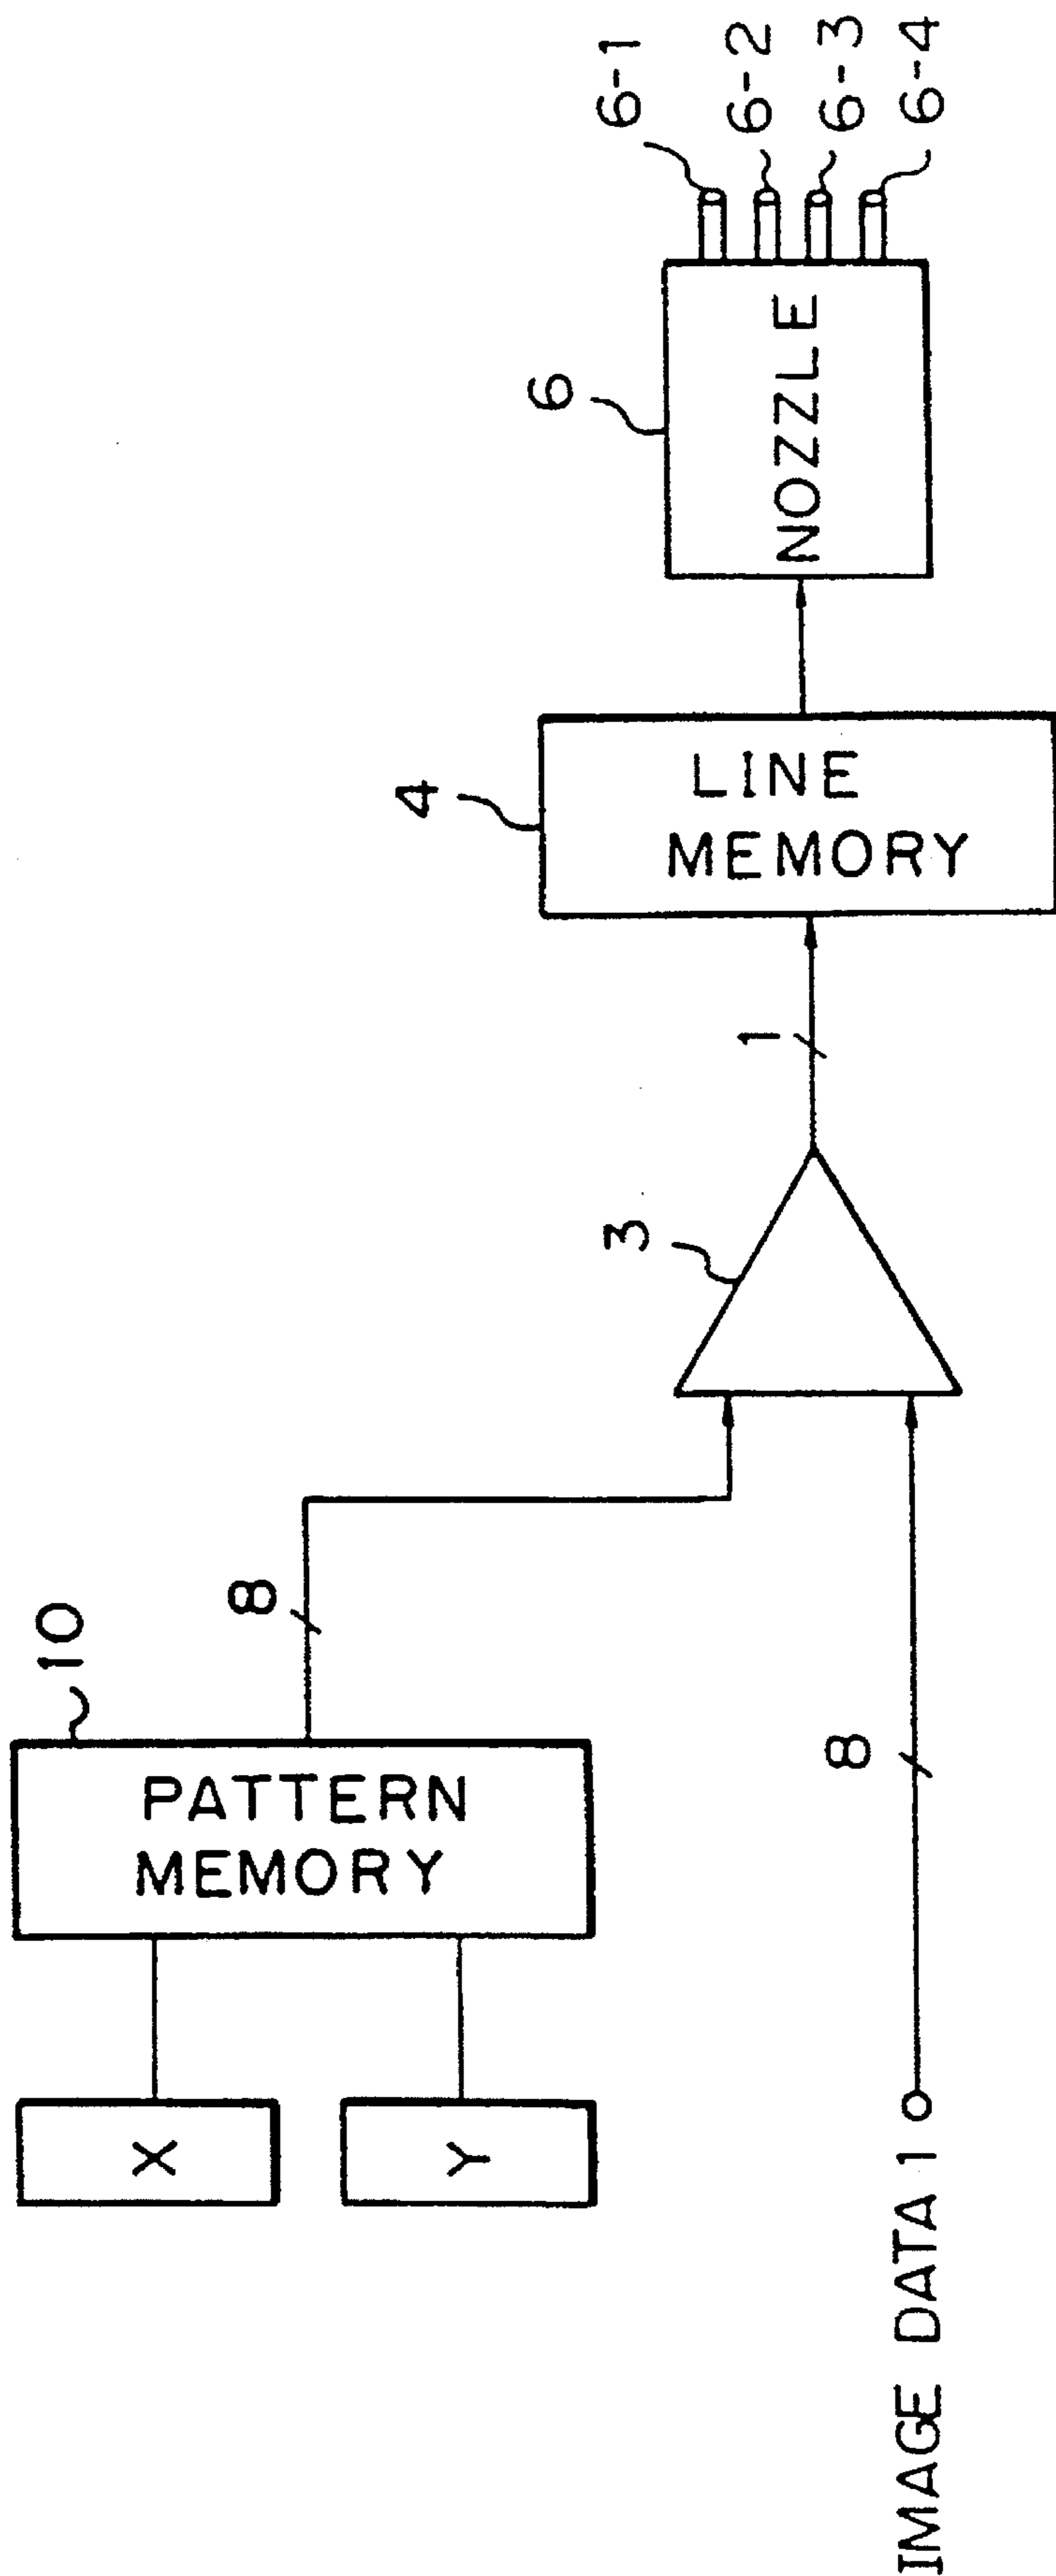 X
Y
PATTERN
MEMORY
10
8
IMAGE DATA 1
8
3
1
4
LINE
MEMORY
6
NOZZLE
6-1
6-2
6-3
6-4